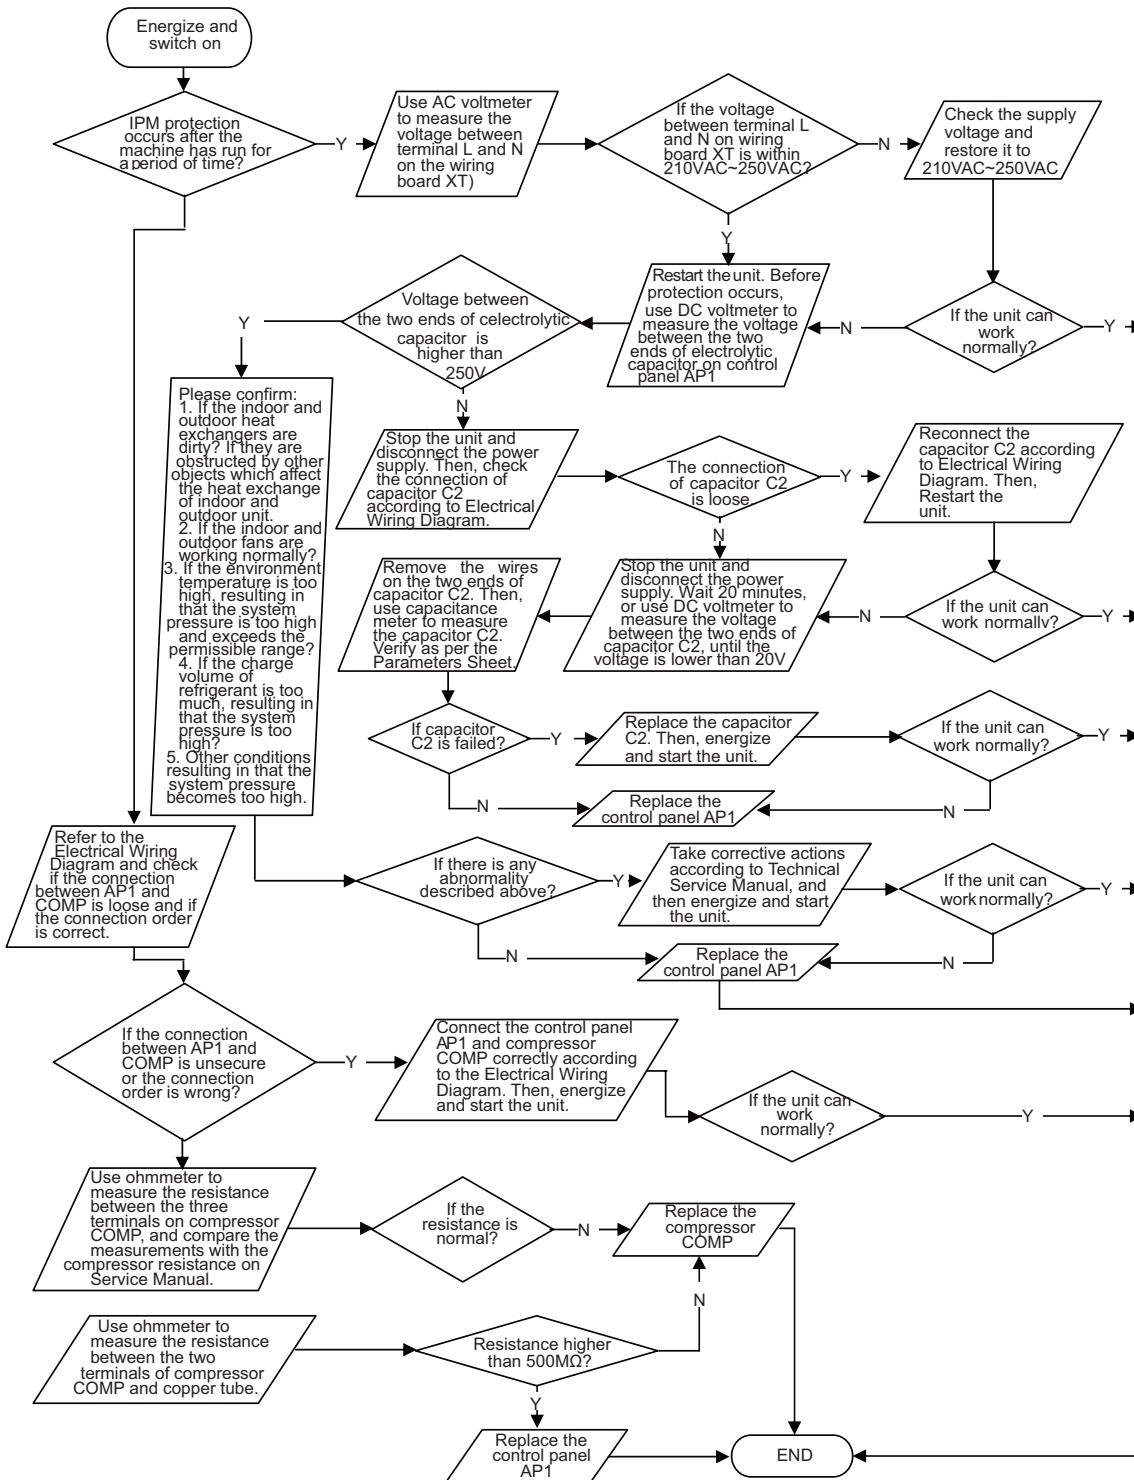 Energize and
switch on
IPM protection
occurs after the
machine has run for
a period of time?
Y
Use AC voltmeter
to measure the
voltage between
terminal L and N
on the wiring
board XT)
If the voltage
between terminal L
and N on wiring
board XT is within
210VAC~250VAC?
N
Check the supply
voltage and
restore it to
210VAC~250VAC
Y
Voltage between
the two ends of celectrolytic
capacitor is
higher than
250V
Restart the unit. Before
protection occurs,
use DC voltmeter to
measure the voltage
between the two
ends of electrolytic
capacitor on control
panel AP1
N
If the unit can
work
normally?
Y
Y
N
Please confirm:
1. If the indoor and
outdoor heat
exchangers are
dirty? If they are
obstructed by other
objects which affect
the heat exchange
of indoor and
outdoor unit.
2. If the indoor and
outdoor fans are
working normally?
3. If the environment
temperature is too
high, resulting in
that the system
pressure is too high
and exceeds the
permissible range?
4. If the charge
volume of
refrigerant is too
much, resulting in
that the system
pressure is too
high?
5. Other conditions
resulting in that the
system pressure
becomes too high.
Stop the unit and
disconnect the power
supply. Then, check
the connection of
capacitor C2
according to Electrical
Wiring Diagram.
The connection
of capacitor C2
is loose.
Y
Reconnect the
capacitor C2 according
to Electrical Wiring
Diagram. Then,
Restart the
unit.
N
Remove the wires
on the two ends of
capacitor C2. Then,
use capacitance
meter to measure
the capacitor C2.
Verify as per the
Parameters Sheet.
Stop the unit and
disconnect the power
supply. Wait 20 minutes,
or use DC voltmeter to
measure the voltage
between the two ends of
capacitor C2, until the
voltage is lower than 20V
N
If the unit can
work normally?
Y
If capacitor
C2 is failed?
Y
Replace the capacitor
C2. Then, energize
and start the unit.
If the unit can
work normally?
Y
N
Replace the
control panel AP1
N
Refer to the
Electrical Wiring
Diagram and check
if the connection
between AP1 and
COMP is loose and if
the connection order
is correct.
If there is any
abnormality
described above?
Y
Take corrective actions
according to Technical
Service Manual, and
then energize and start
the unit.
If the unit can
work normally?
Y
N
Replace the
control panel AP1
N
If the connection
between AP1 and
COMP is unsecure
or the connection
order is wrong?
Y
Connect the control panel
AP1 and compressor
COMP correctly according
to the Electrical Wiring
Diagram. Then, energize
and start the unit.
If the unit can
work
normally?
Y
Use ohmmeter to
measure the resistance
between the three
terminals on compressor
COMP, and compare the
measurements with the
compressor resistance on
Service Manual.
If the
resistance is
normal?
N
Replace the
compressor
COMP
N
Use ohmmeter to
measure the resistance
between the two
terminals of compressor
COMP and copper tube.
Resistance higher
than 500MΩ?
Y
Replace the
control panel
AP1
END